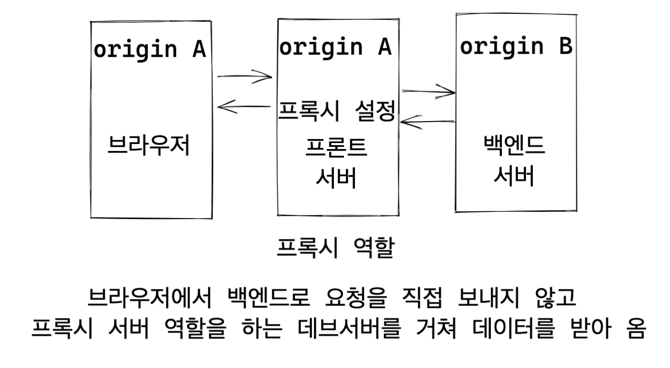 origin A
브라우저
origin A
프록시 설정
프론트
서버
origin B
백엔드
서버
프록시 역할
브라우저에서 백엔드로 요청을 직접 보내지 않고
프록시 서버 역할을 하는 데브서버를 거쳐 데이터를 받아 옴